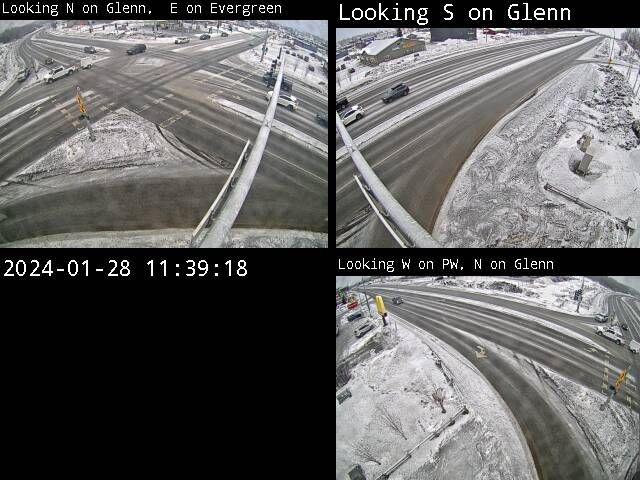 Looking N on Glenn,  E on Evergreen
Looking S on Glenn
2024-01-28 11:39:18
Looking W on PW, N on Glenn